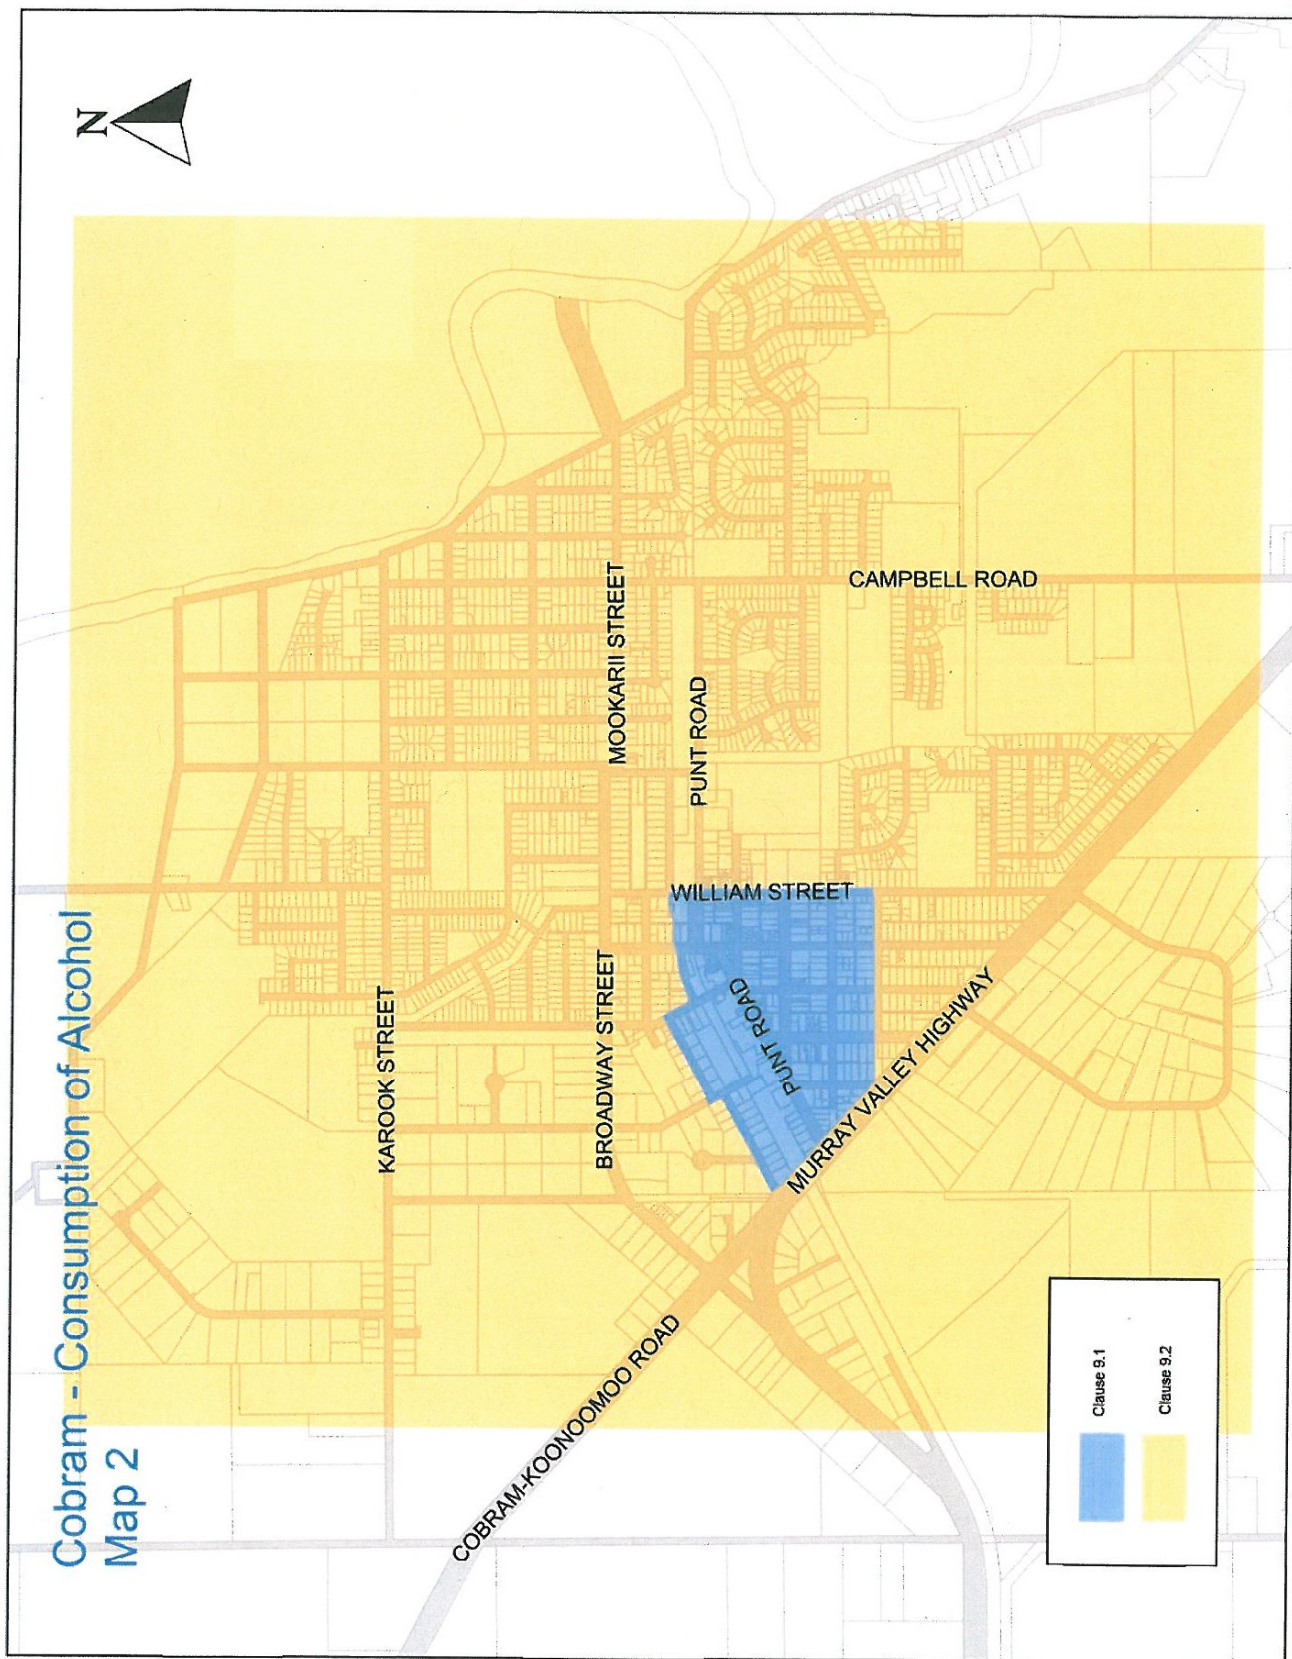 Cobram - Consumption of Alcohol
Map 2
N
KAROOK STREET
BROADWAY STREET
MOOKARII STREET
PUNT ROAD
WILLIAM STREET
CAMPBELL ROAD
PUNT ROAD
MURRAY VALLEY HIGHWAY
COBRAM-KOONOOMOO ROAD
Clause 9.1
Clause 9.2